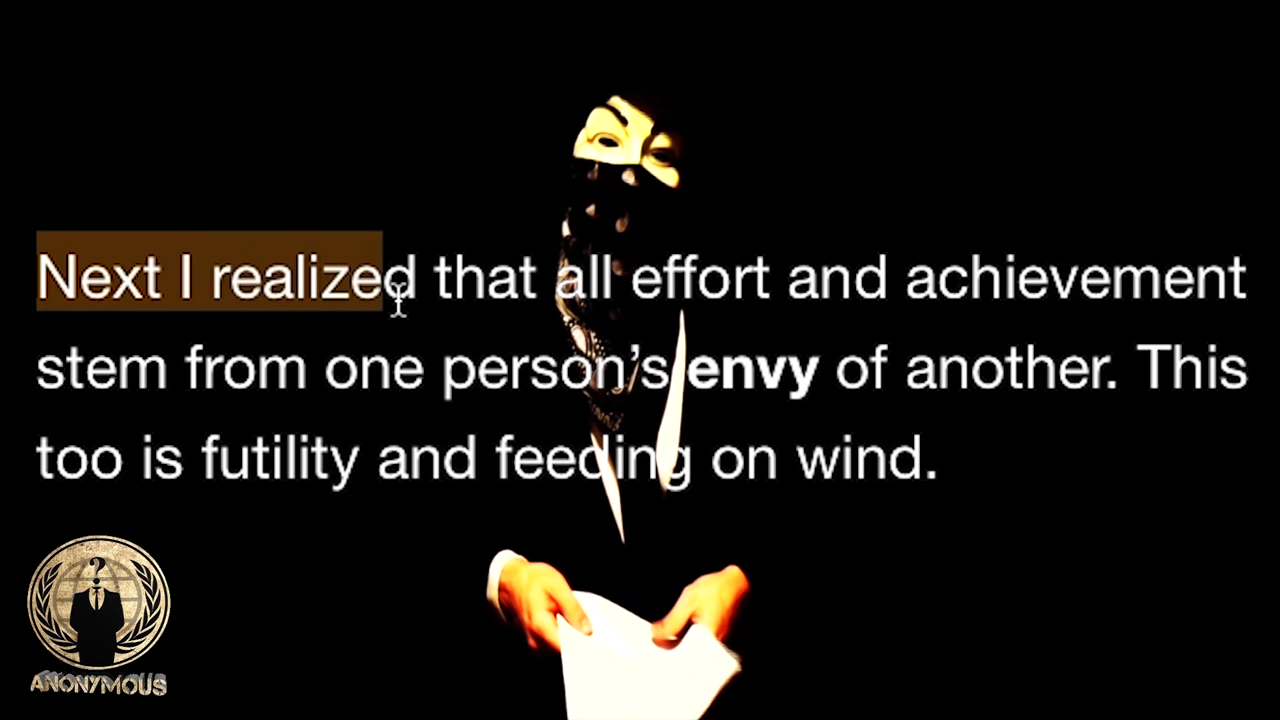 Next I realized that all effort and achievement
stem from one person’s envy of another. This
too is futility and feeding on wind.
?
ANONYMOUS